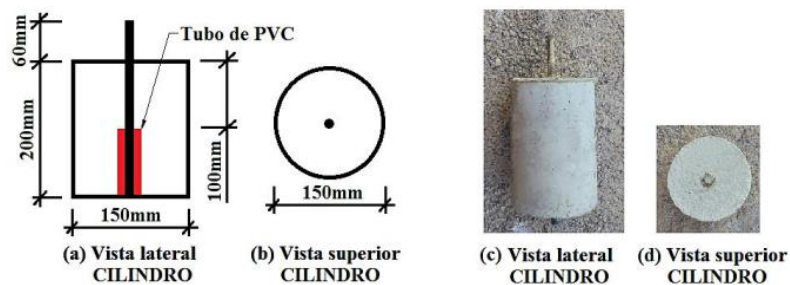 60mm
Tubo de PVC
200mm
100mm
150mm
(a) Vista lateral
CILINDRO
150mm
(b) Vista superior
CILINDRO
(c) Vista lateral
CILINDRO
(d) Vista superior
CILINDRO